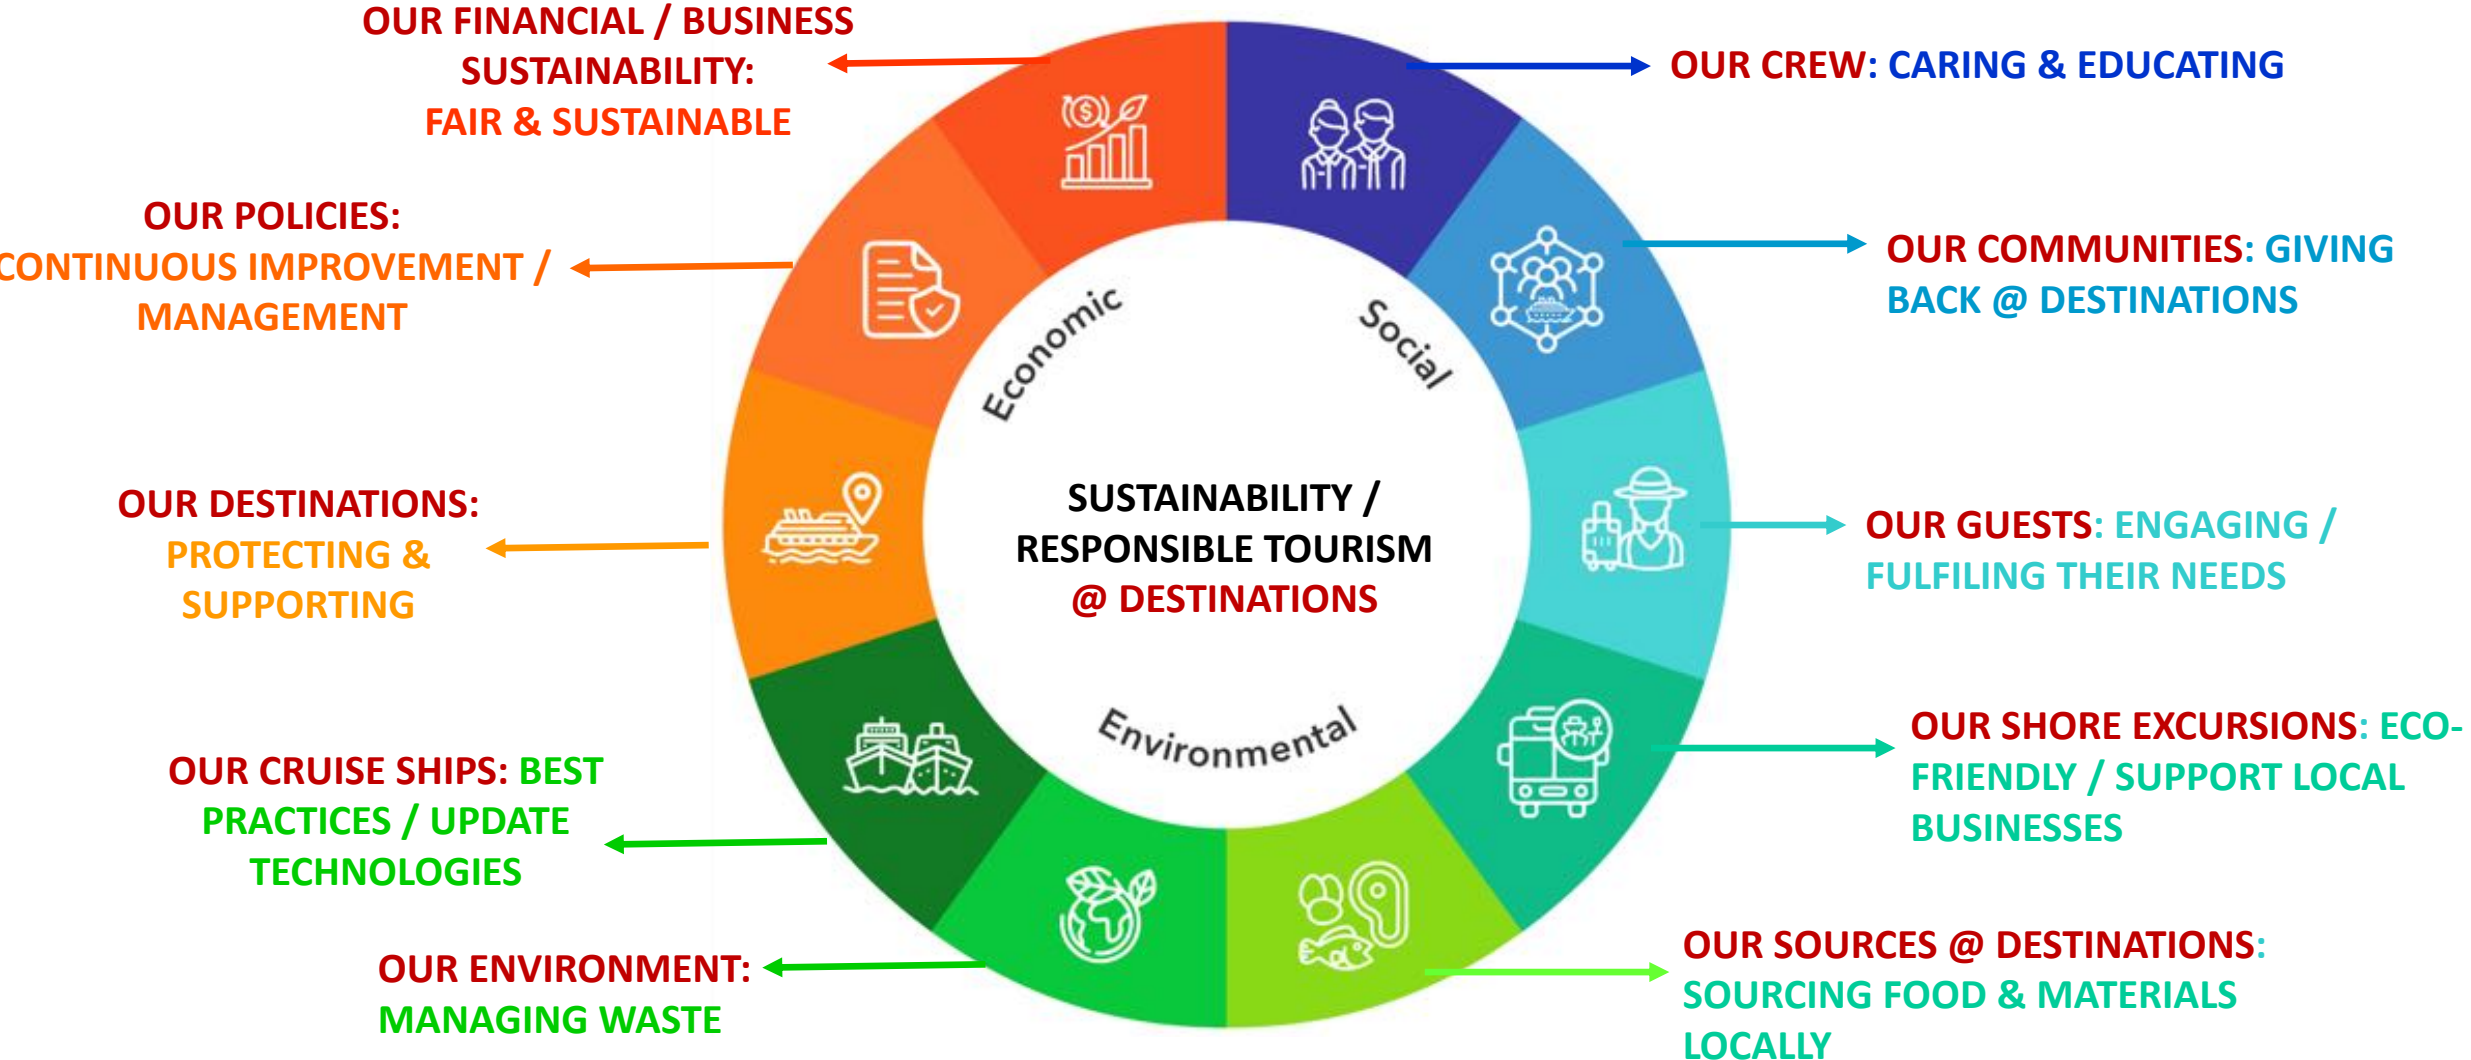 OUR FINANCIAL / BUSINESS
SUSTAINABILITY:
FAIR & SUSTAINABLE
OUR CREW: CARING & EDUCATING
OUR POLICIES:
CONTINUOUS IMPROVEMENT /
MANAGEMENT
OUR COMMUNITIES: GIVING
BACK @ DESTINATIONS
Economic
Social
OUR DESTINATIONS:
PROTECTING &
SUPPORTING
SUSTAINABILITY /
RESPONSIBLE TOURISM
@ DESTINATIONS
OUR GUESTS: ENGAGING /
FULFILING THEIR NEEDS
Environmental
OUR CRUISE SHIPS: BEST
PRACTICES / UPDATE
TECHNOLOGIES
OUR SHORE EXCURSIONS: ECO-
FRIENDLY / SUPPORT LOCAL
BUSINESSES
OUR ENVIRONMENT:
MANAGING WASTE
OUR SOURCES @ DESTINATIONS:
SOURCING FOOD & MATERIALS
LOCALLY